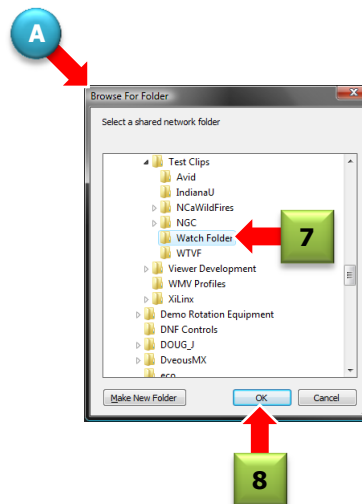 A
Browse For Folder
Select a shared network folder
Test Clips
Avid
IndianaU
NCaWildFires
NGC
Watch Folder
7
WTVF
Viewer Development
WMV Profiles
XiLinx
Demo Rotation Equipment
DNF Controls
DOUG_J
DveousMX
eco
Make New Folder
OK
Cancel
8